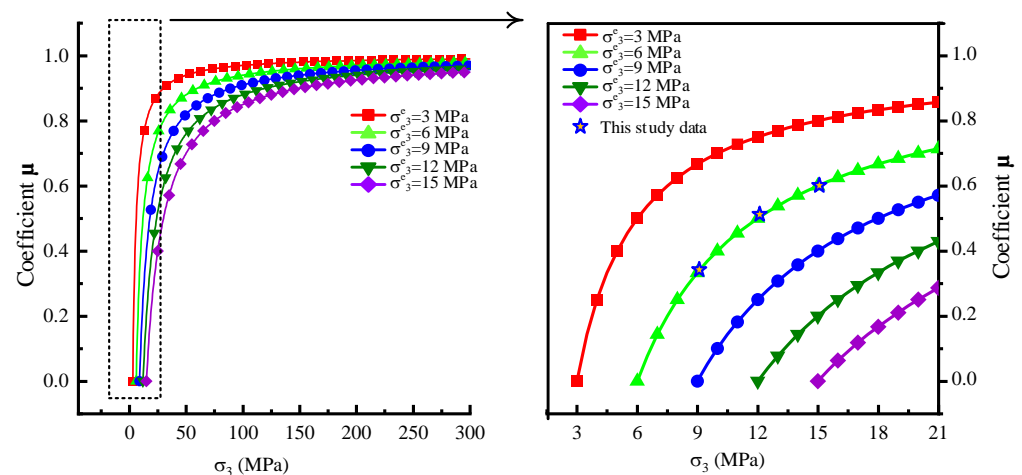 Coefficient μ
1.0
0.8
0.6
0.4
0.2
0.0
σᵉ₃=3 MPa
σᵉ₃=6 MPa
σᵉ₃=9 MPa
σᵉ₃=12 MPa
σᵉ₃=15 MPa
0 50 100 150 200 250 300
σ₃ (MPa)
σᵉ₃=3 MPa
σᵉ₃=6 MPa
σᵉ₃=9 MPa
σᵉ₃=12 MPa
σᵉ₃=15 MPa
This study data
1.0
0.8
0.6
0.4
0.2
0.0
Coefficient μ
3 6 9 12 15 18 21
σ₃ (MPa)